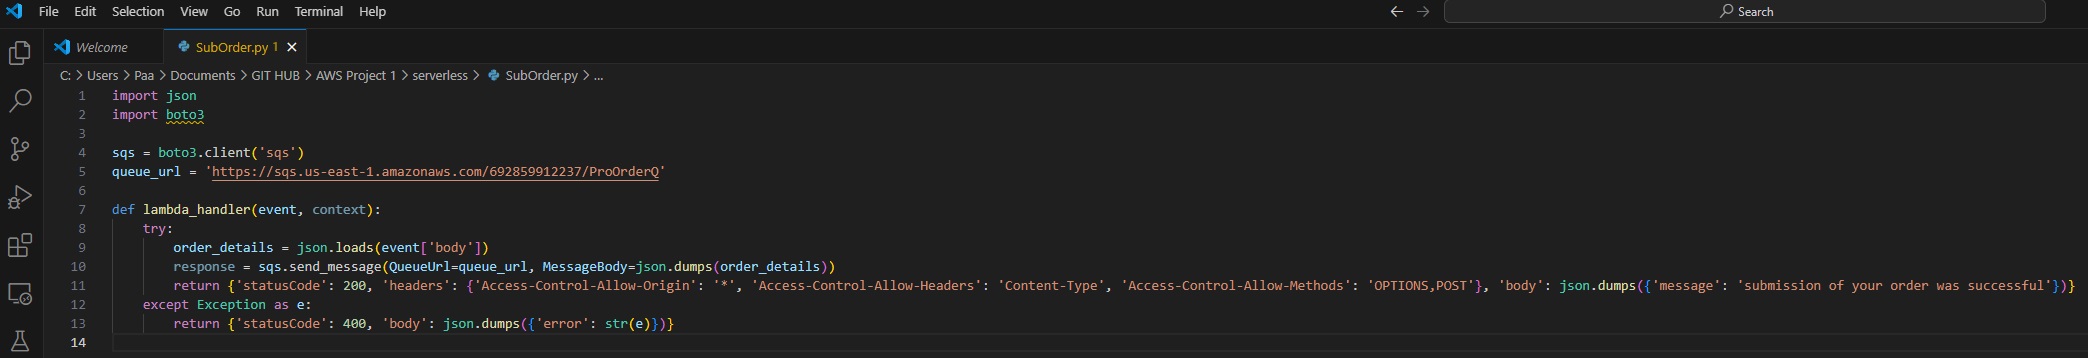 File Edit Selection View Go Run Terminal Help Search
Welcome SubOrder.py 1
C: > Users > Paa > Documents > GIT HUB > AWS Project 1 > serverless > SubOrder.py > ...
1 import json
2 import boto3
3
4 sqs = boto3.client('sqs')
5 queue_url = 'https://sqs.us-east-1.amazonaws.com/692859912237/ProOrderQ'
6
7 def lambda_handler(event, context):
8 try:
9 order_details = json.loads(event['body'])
10 response = sqs.send_message(QueueUrl=queue_url, MessageBody=json.dumps(order_details))
11 return {'statusCode': 200, 'headers': {'Access-Control-Allow-Origin': '*', 'Access-Control-Allow-Headers': 'Content-Type', 'Access-Control-Allow-Methods': 'OPTIONS,POST'}, 'body': json.dumps({'message': 'submission of your order was successful'})}
12 except Exception as e:
13 return {'statusCode': 400, 'body': json.dumps({'error': str(e)})}
14